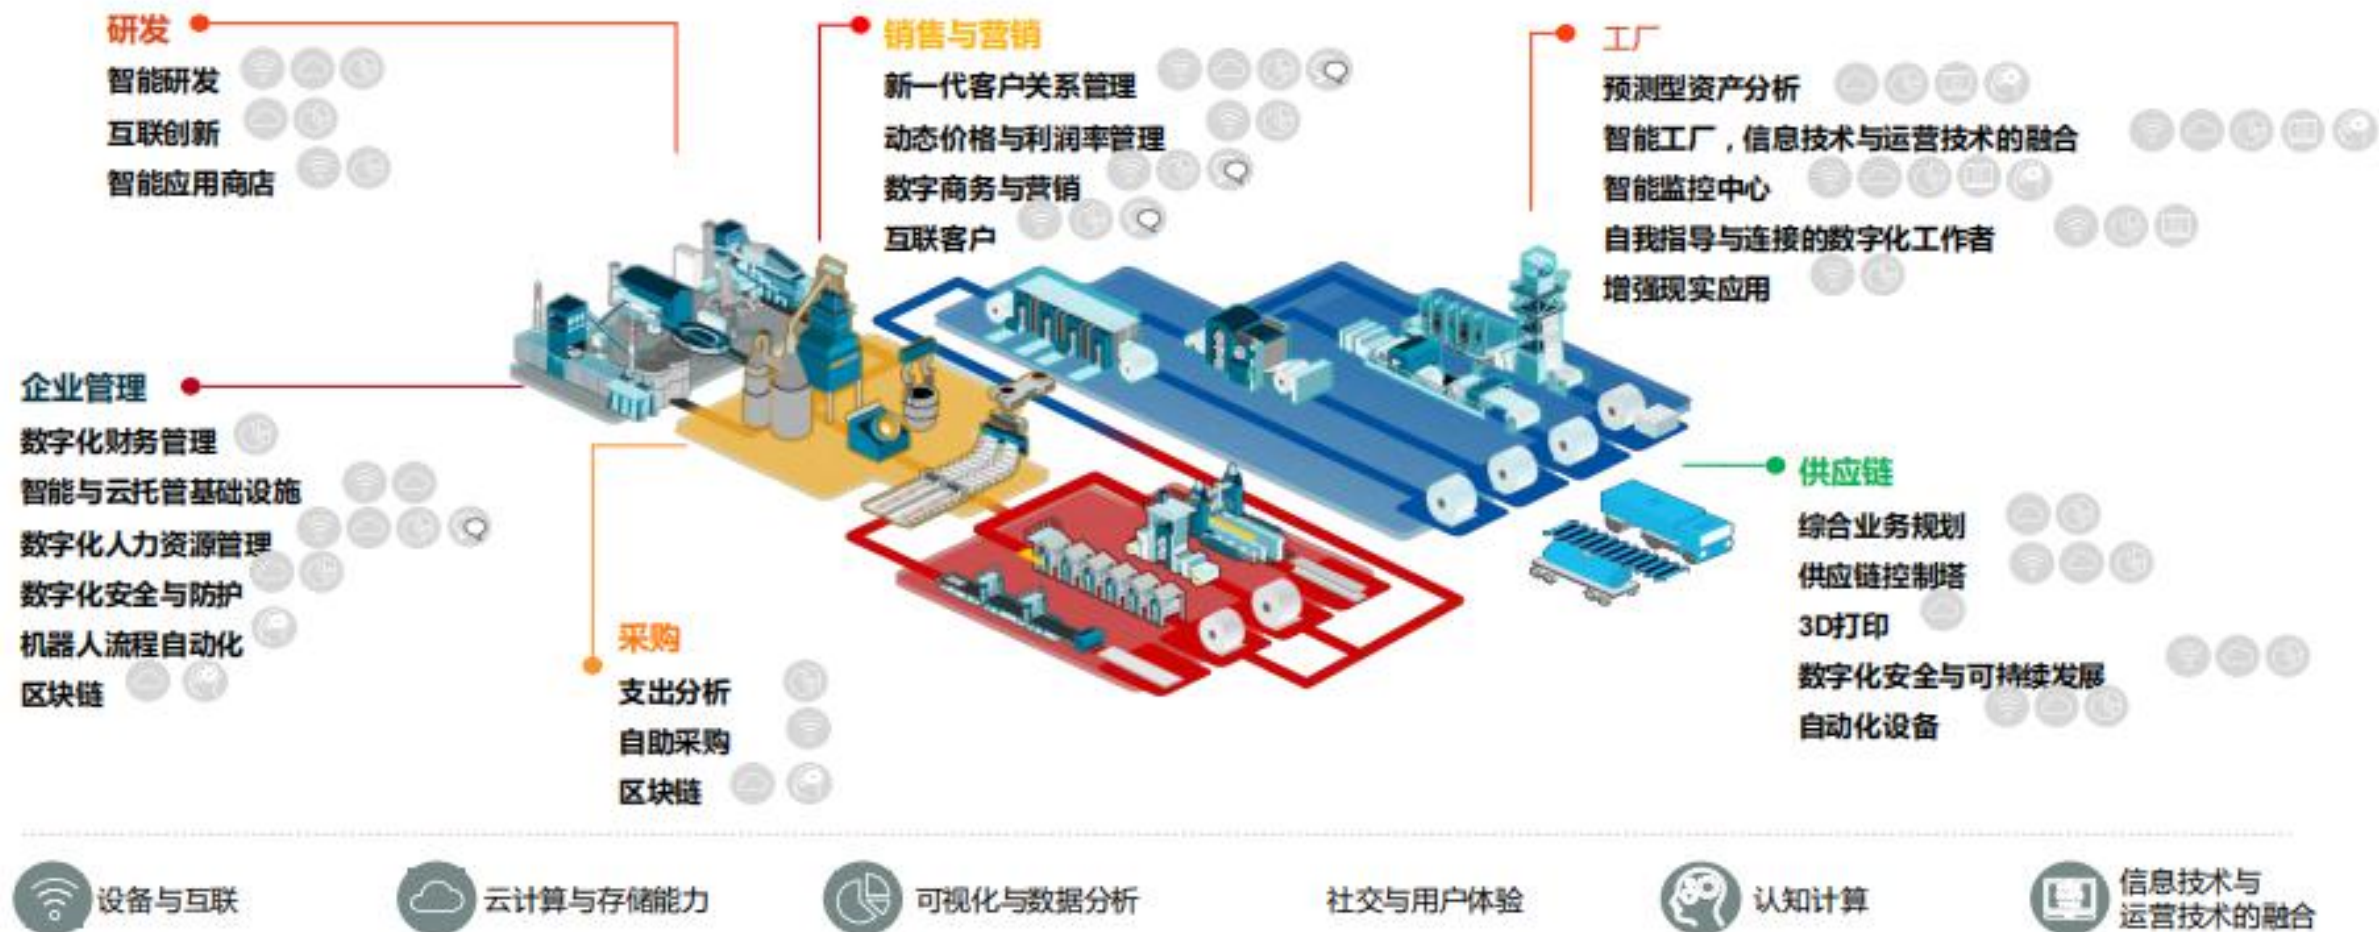 研发
智能研发
互联创新
智能应用商店
销售与营销
新一代客户关系管理
动态价格与利润率管理
数字商务与营销
互联客户
工厂
预测型资产分析
智能工厂，信息技术与运营技术的融合
智能监控中心
自我指导与连接的数字化工作者
增强现实应用
企业管理
数字化财务管理
智能与云托管基础设施
数字化人力资源管理
数字化安全与防护
机器人流程自动化
区块链
采购
支出分析
自助采购
区块链
供应链
综合业务规划
供应链控制塔
3D打印
数字化安全与可持续发展
自动化设备
设备与互联
云计算与存储能力
可视化与数据分析
社交与用户体验
认知计算
信息技术与
运营技术的融合